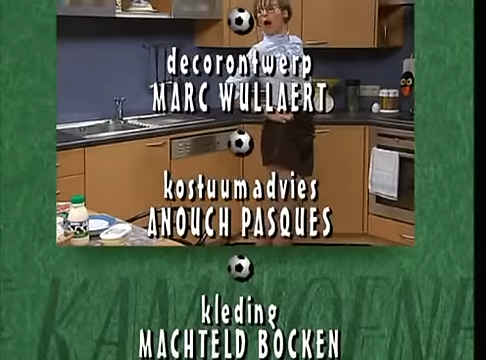 decorontwerp
MARC WULLAERT
kostuumadvies
ANOUCH PASQUES
kleding
MACHTELD BOCKEN